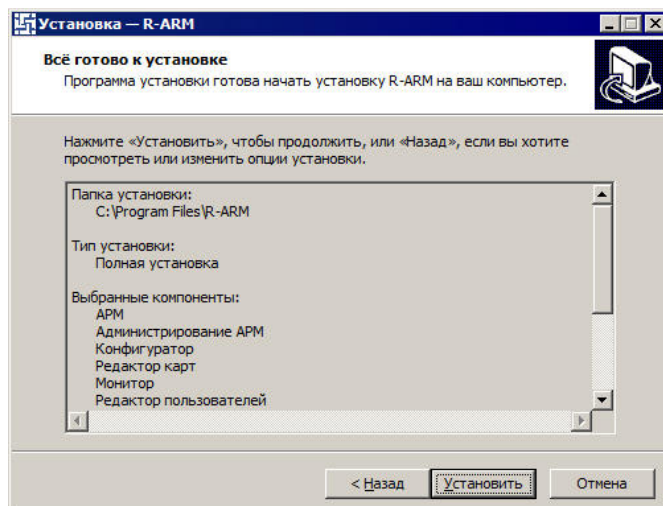 Установка — R-ARM
Всё готово к установке
Программа установки готова начать установку R-ARM на ваш компьютер.
Нажмите «Установить», чтобы продолжить, или «Назад», если вы хотите
просмотреть или изменить опции установки.
Папка установки:
C:\Program Files\R-ARM
Тип установки:
Полная установка
Выбранные компоненты:
АРМ
Администрирование АРМ
Конфигуратор
Редактор карт
Монитор
Редактор пользователей
< Назад
Установить
Отмена